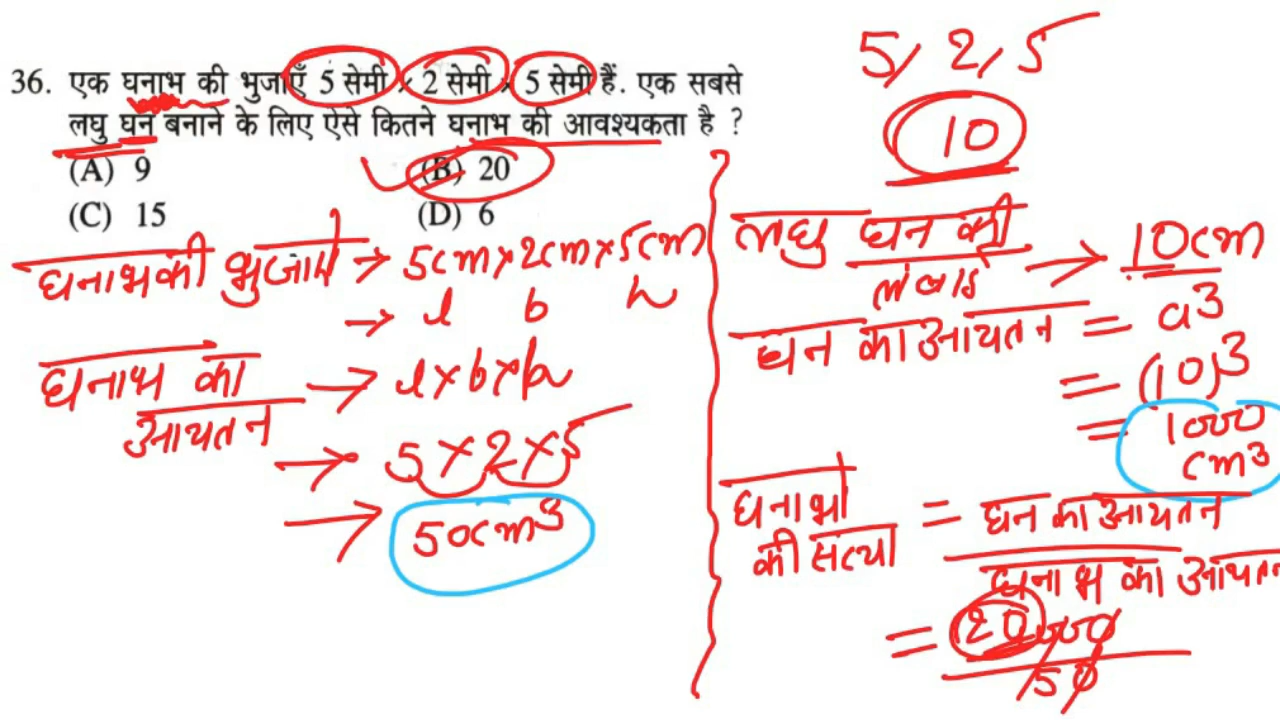 36. एक घनाभ की भुजाएँ 5 सेमी × 2 सेमी × 5 सेमी हैं. एक सबसे
लघु घन बनाने के लिए ऐसे कितने घनाभ की आवश्यकता है ?
(A) 9 (B) 20
(C) 15 (D) 6
घनाभ की भुजाये → 5cm × 2cm × 5cm
→ l b h
घनाभ का
आयतन → l × b × h
→ 5 × 2 × 5
→ 50cm³
5, 2, 5
10
लघु घन की
लंबाई → 10cm
घन का आयतन = a³
= (10)³
= 1000
cm³
घनाभो
की संख्या = घन का आयतन
घनाभ का आयतन
= 20
50